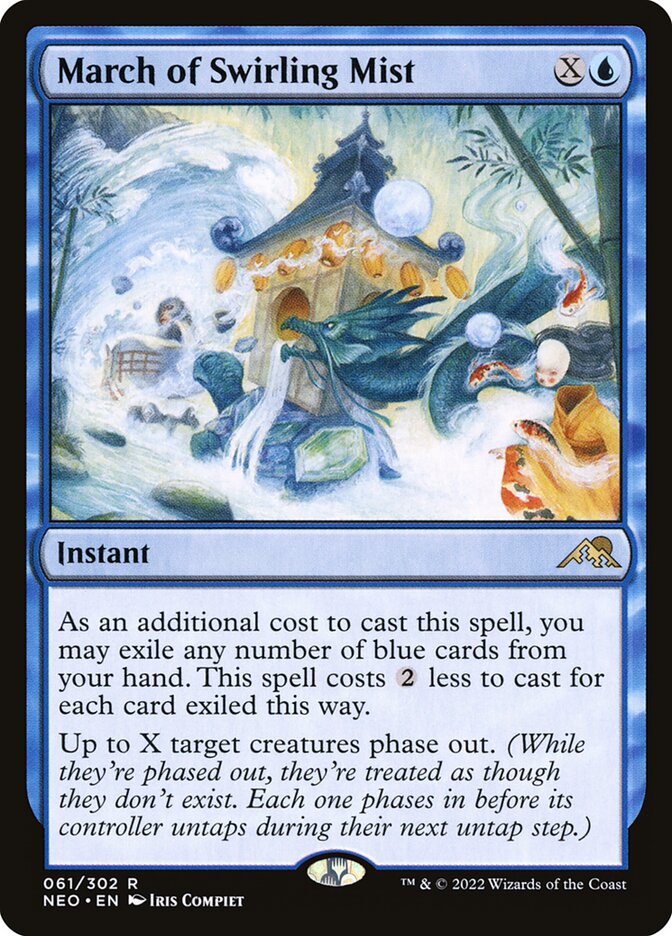 March of Swirling Mist X
Instant
As an additional cost to cast this spell, you
may exile any number of blue cards from
your hand. This spell costs 2 less to cast for
each card exiled this way.
Up to X target creatures phase out. (While
they're phased out, they're treated as though
they don't exist. Each one phases in before its
controller untaps during their next untap step.)
061/302 R
NEO • EN Iris Compiet
™ & © 2022 Wizards of the Coast